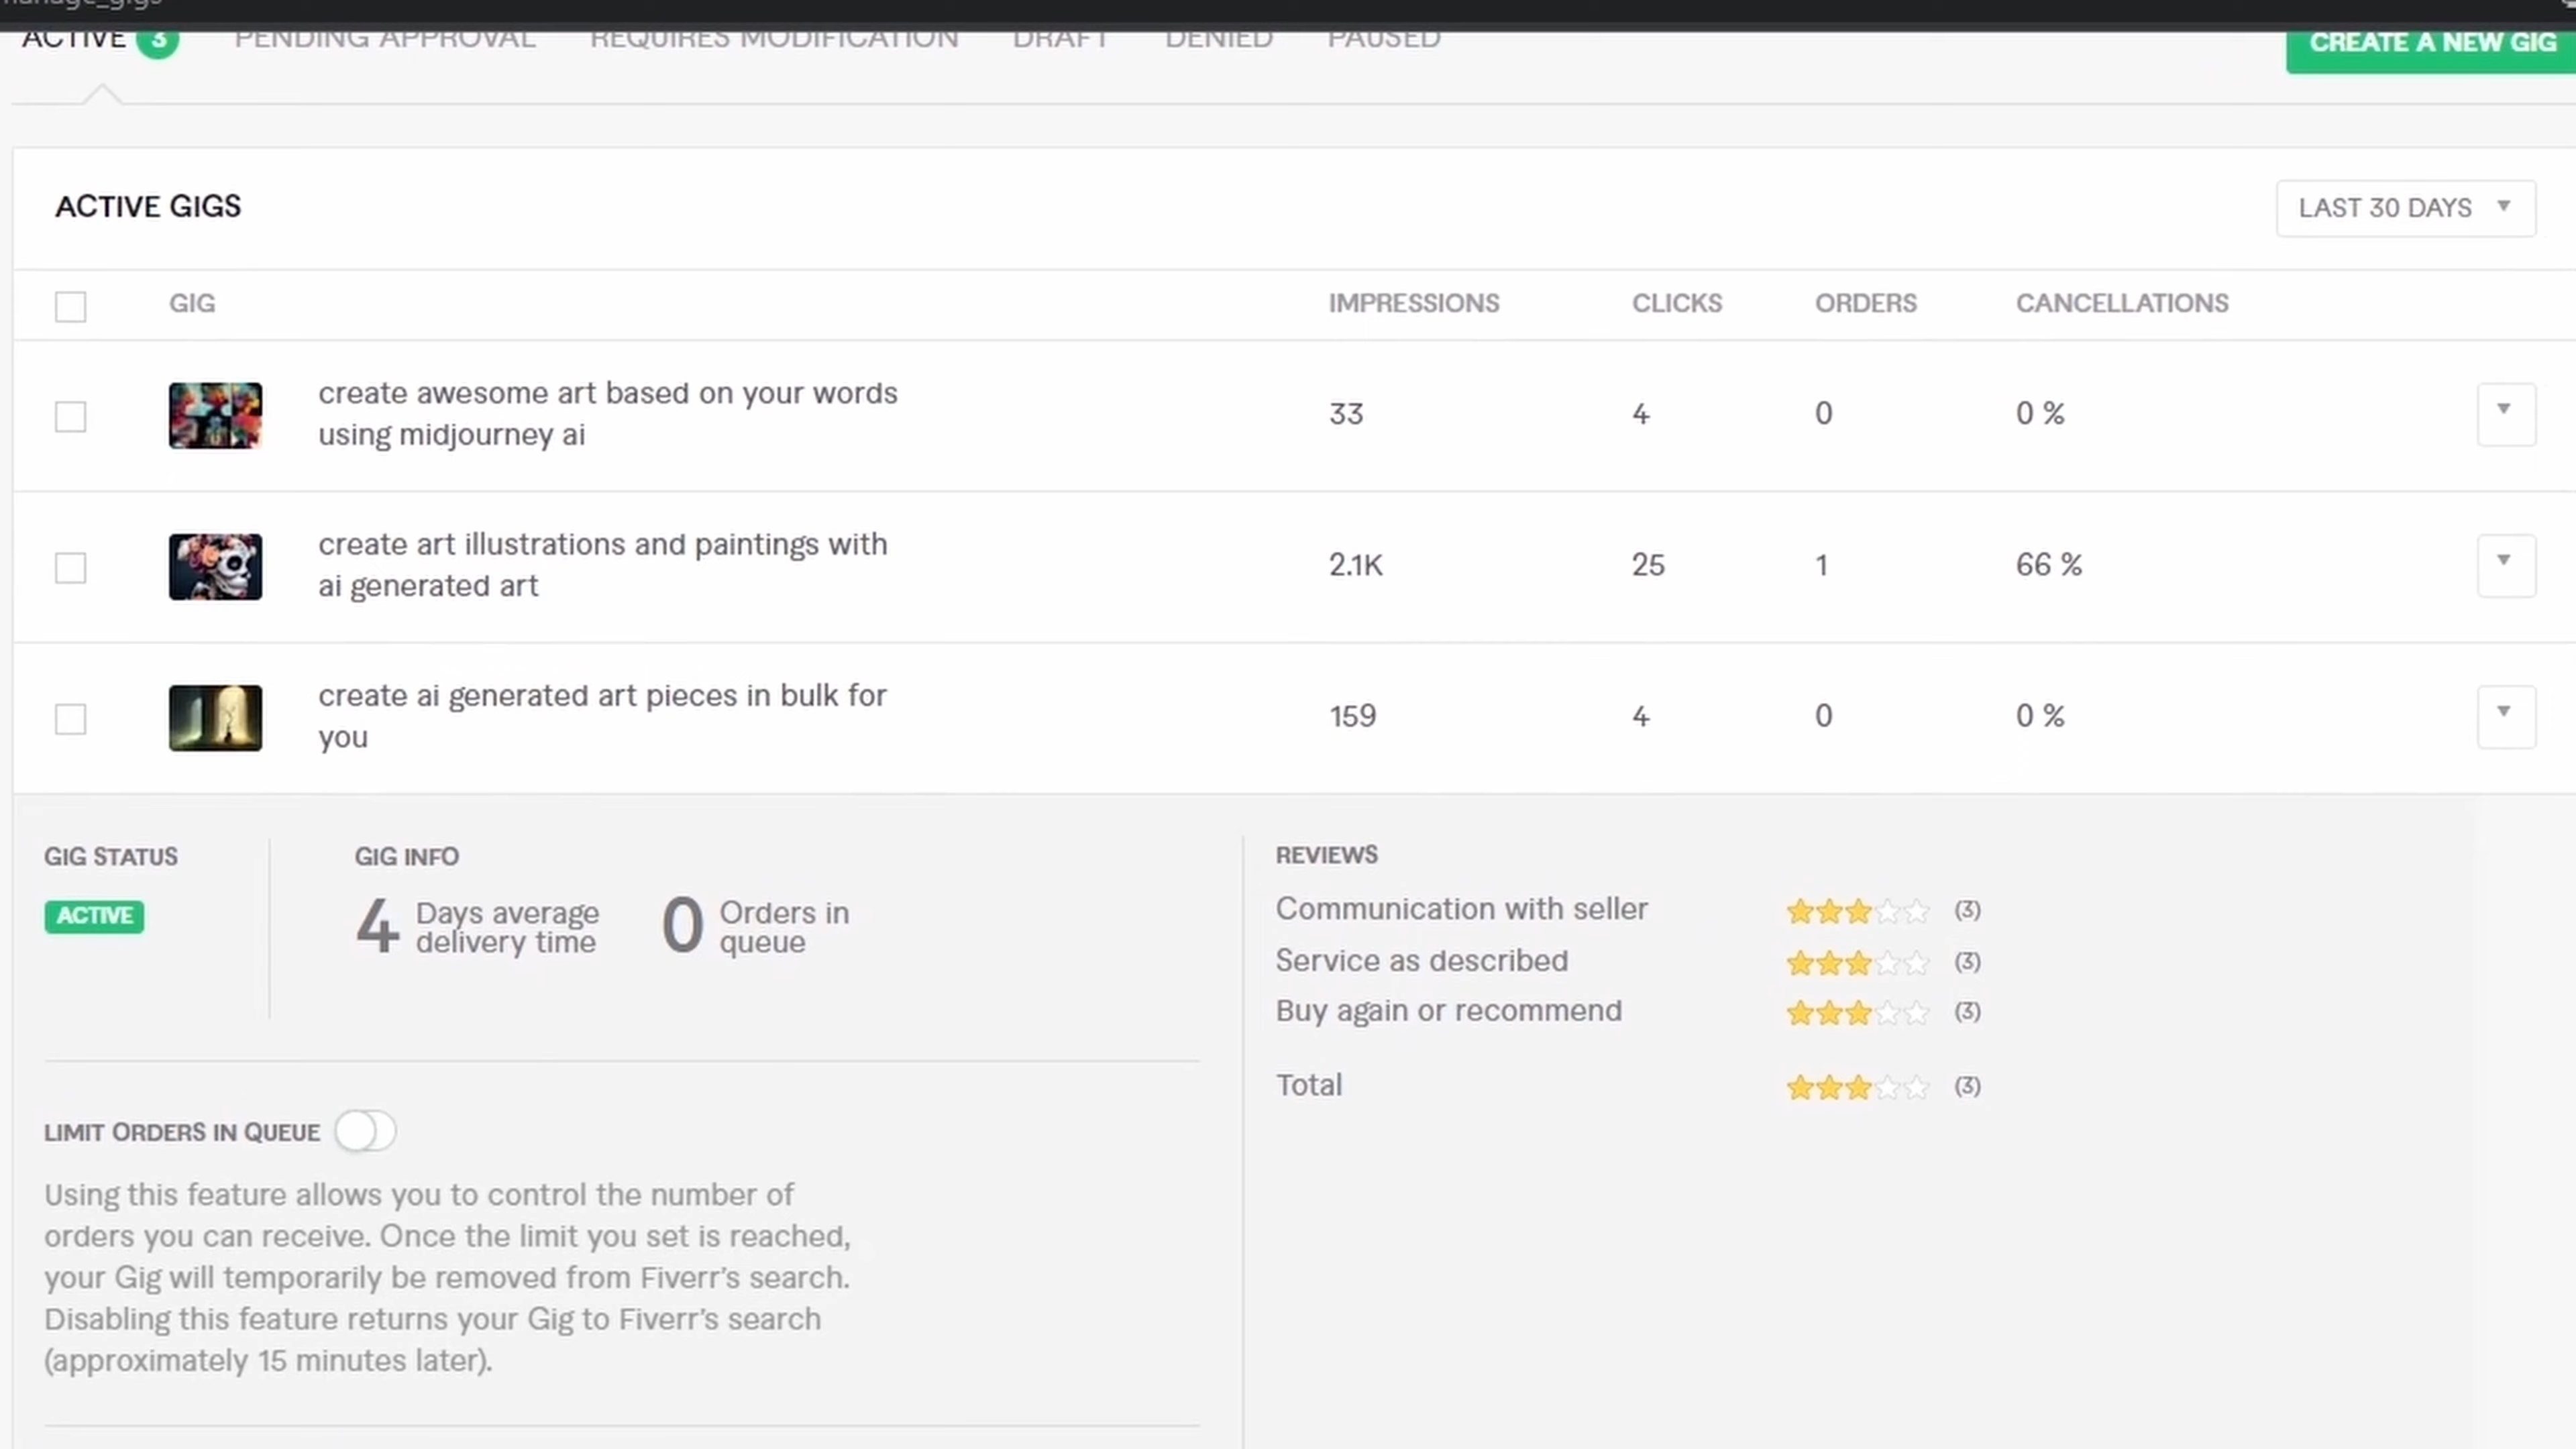 manage_gigs
ACTIVE 3 PENDING APPROVAL REQUIRES MODIFICATION DRAFT DENIED PAUSED CREATE A NEW GIG
ACTIVE GIGS LAST 30 DAYS
GIG IMPRESSIONS CLICKS ORDERS CANCELLATIONS
create awesome art based on your words
using midjourney ai
33 4 0 0 %
create art illustrations and paintings with
ai generated art
2.1K 25 1 66 %
create ai generated art pieces in bulk for
you
159 4 0 0 %
GIG STATUS
ACTIVE
GIG INFO
4 Days average
delivery time
0 Orders in
queue
REVIEWS
Communication with seller (3)
Service as described (3)
Buy again or recommend (3)
Total (3)
LIMIT ORDERS IN QUEUE
Using this feature allows you to control the number of
orders you can receive. Once the limit you set is reached,
your Gig will temporarily be removed from Fiverr's search.
Disabling this feature returns your Gig to Fiverr's search
(approximately 15 minutes later).